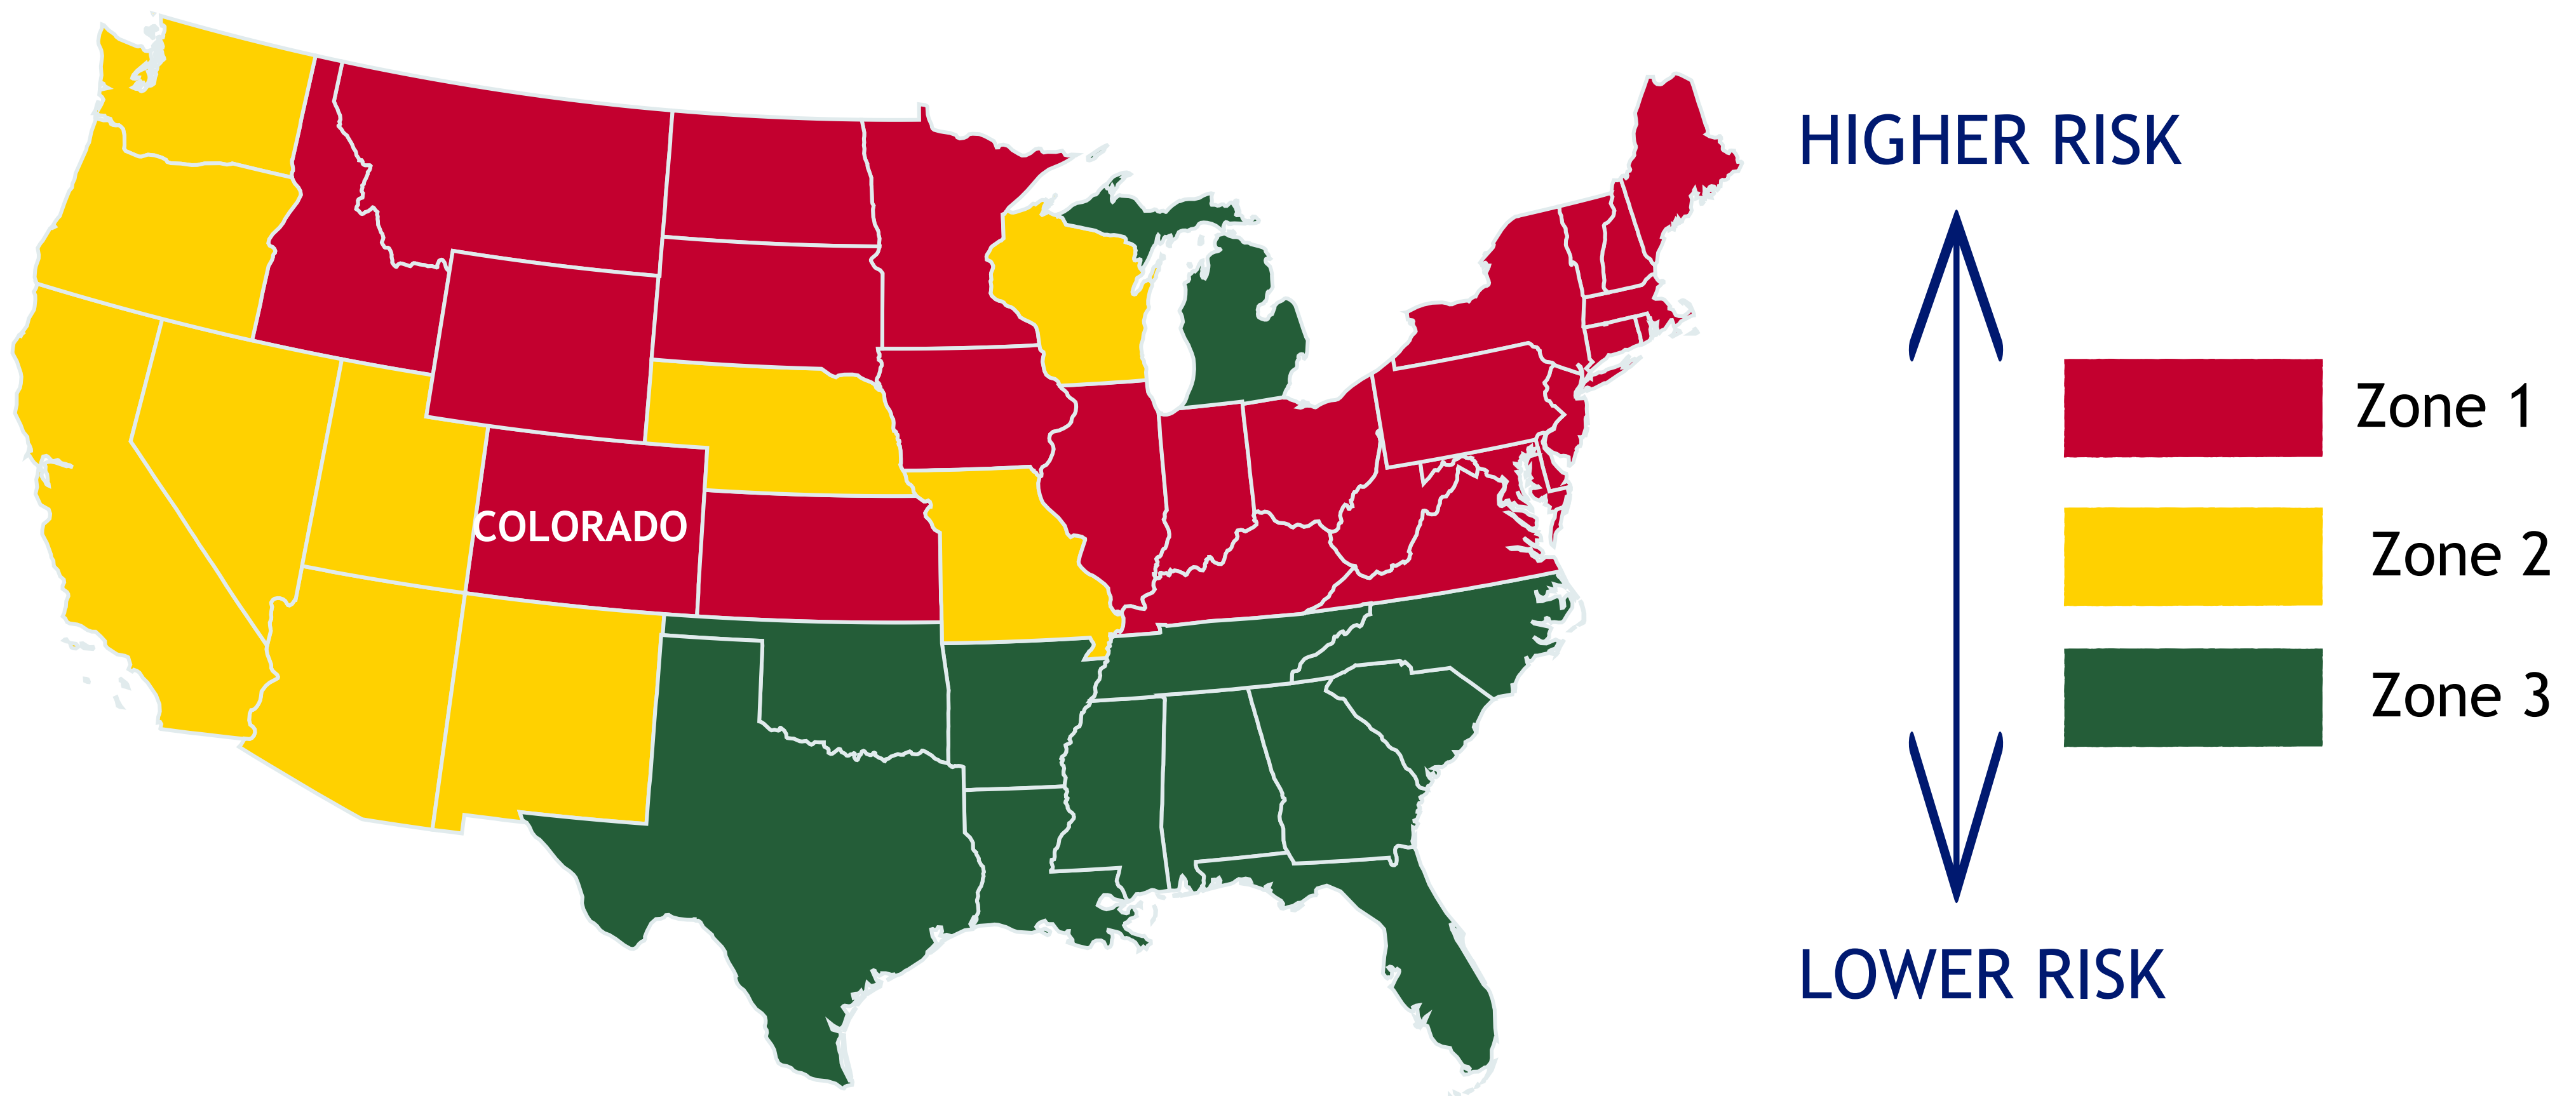 HIGHER RISK
Zone 1
COLORADO
Zone 2
Zone 3
LOWER RISK